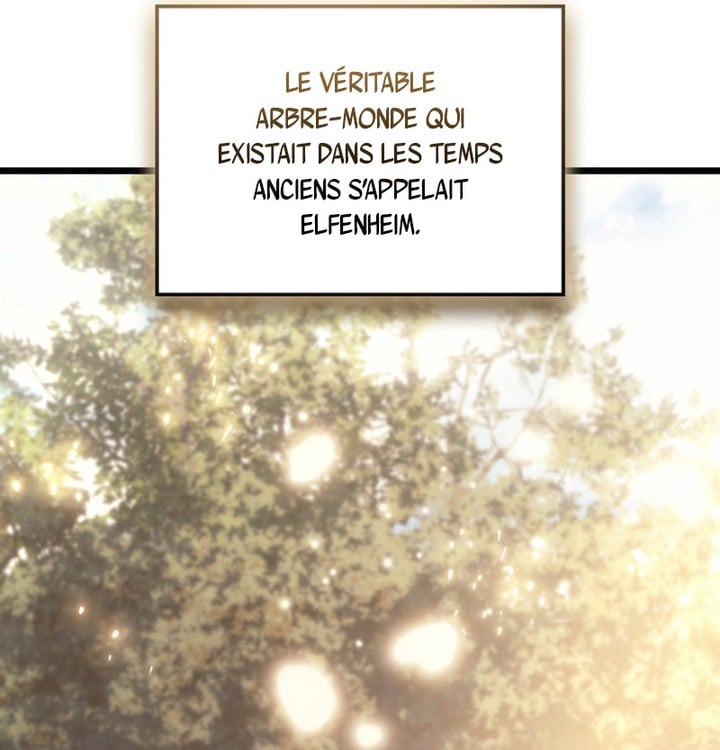 LE VÉRITABLE
ARBRE-MONDE QUI
EXISTAIT DANS LES TEMPS
ANCIENS S'APPELAIT
ELFENHEIM.